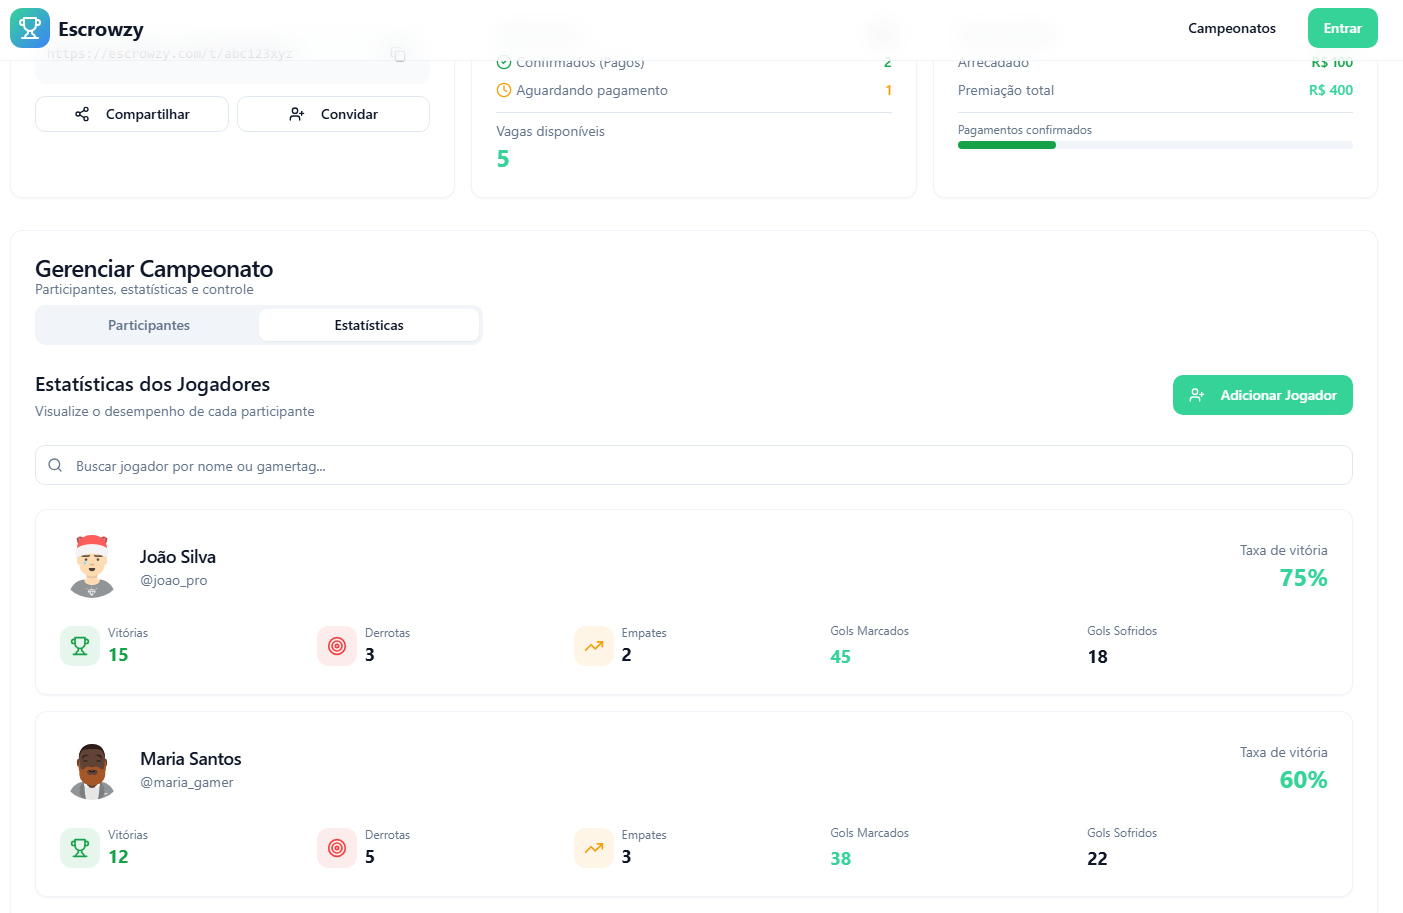 Escrowzy
Campeonatos
Entrar
https://escrowzy.com/t/abc123xyz
Compartilhar
Convidar
Confirmados (Pagos)
2
Aguardando pagamento
1
Vagas disponíveis
5
Arrecadado
R$ 100
Premiação total
R$ 400
Pagamentos confirmados
Gerenciar Campeonato
Participantes, estatísticas e controle
Participantes
Estatísticas
Estatísticas dos Jogadores
Visualize o desempenho de cada participante
Adicionar Jogador
Buscar jogador por nome ou gamertag...
João Silva
@joao_pro
Taxa de vitória
75%
Vitórias
15
Derrotas
3
Empates
2
Gols Marcados
45
Gols Sofridos
18
Maria Santos
@maria_gamer
Taxa de vitória
60%
Vitórias
12
Derrotas
5
Empates
3
Gols Marcados
38
Gols Sofridos
22